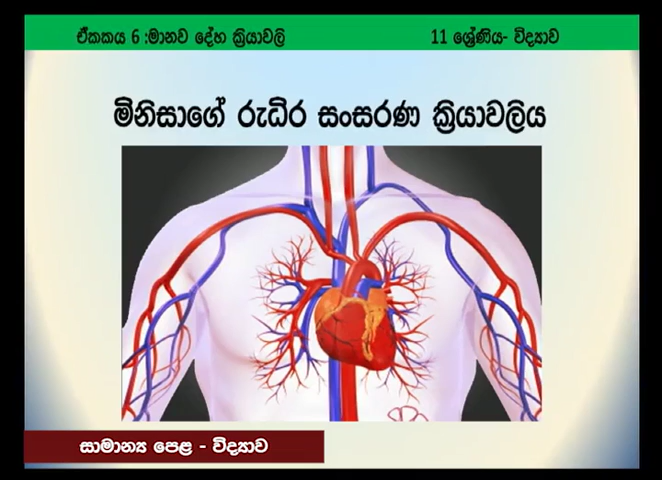 ඒකකය 6 :මානව දේහ ක්‍රියාවලි
11 ශ්‍රේණිය- විද්‍යාව
මිනිසාගේ රුධිර සංසරණ ක්‍රියාවලිය
සාමාන්‍ය පෙළ - විද්‍යාව